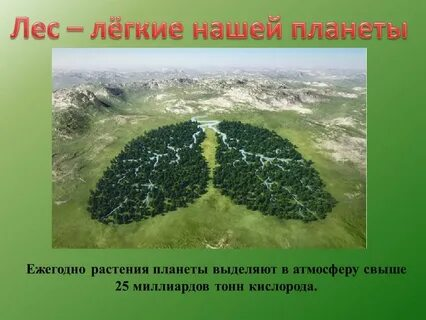 Лес – лёгкие нашей планеты
Ежегодно растения планеты выделяют в атмосферу свыше
25 миллиардов тонн кислорода.